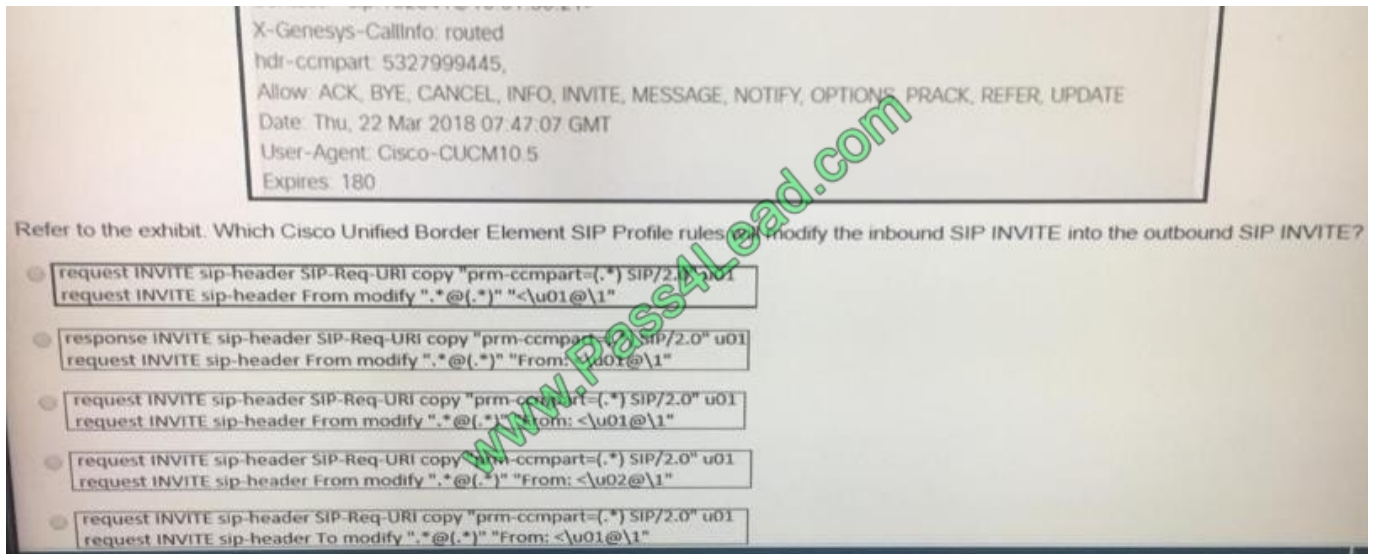 X-Genesys-CallInfo: routed
hdr-ccmpart: 5327999445,
Allow: ACK, BYE, CANCEL, INFO, INVITE, MESSAGE, NOTIFY, OPTIONS, PRACK, REFER, UPDATE
Date: Thu, 22 Mar 2018 07:47:07 GMT
User-Agent: Cisco-CUCM10.5
Expires: 180
Refer to the exhibit. Which Cisco Unified Border Element SIP Profile rules will modify the inbound SIP INVITE into the outbound SIP INVITE?
request INVITE sip-header SIP-Req-URI copy "prm-ccmpart=(.*) SIP/2.0" u01
request INVITE sip-header From modify ".*@(.*)" "<\u01@\1"
response INVITE sip-header SIP-Req-URI copy "prm-ccmpart=(.*) SIP/2.0" u01
request INVITE sip-header From modify ".*@(.*)" "From: <\u01@\1"
request INVITE sip-header SIP-Req-URI copy "prm-ccmpart=(.*) SIP/2.0" u01
request INVITE sip-header From modify ".*@(.*)" "From: <\u01@\1"
request INVITE sip-header SIP-Req-URI copy "prm-ccmpart=(.*) SIP/2.0" u01
request INVITE sip-header From modify ".*@(.*)" "From: <\u02@\1"
request INVITE sip-header SIP-Req-URI copy "prm-ccmpart=(.*) SIP/2.0" u01
request INVITE sip-header To modify ".*@(.*)" "From: <\u01@\1"
www.Pass4Lead.com